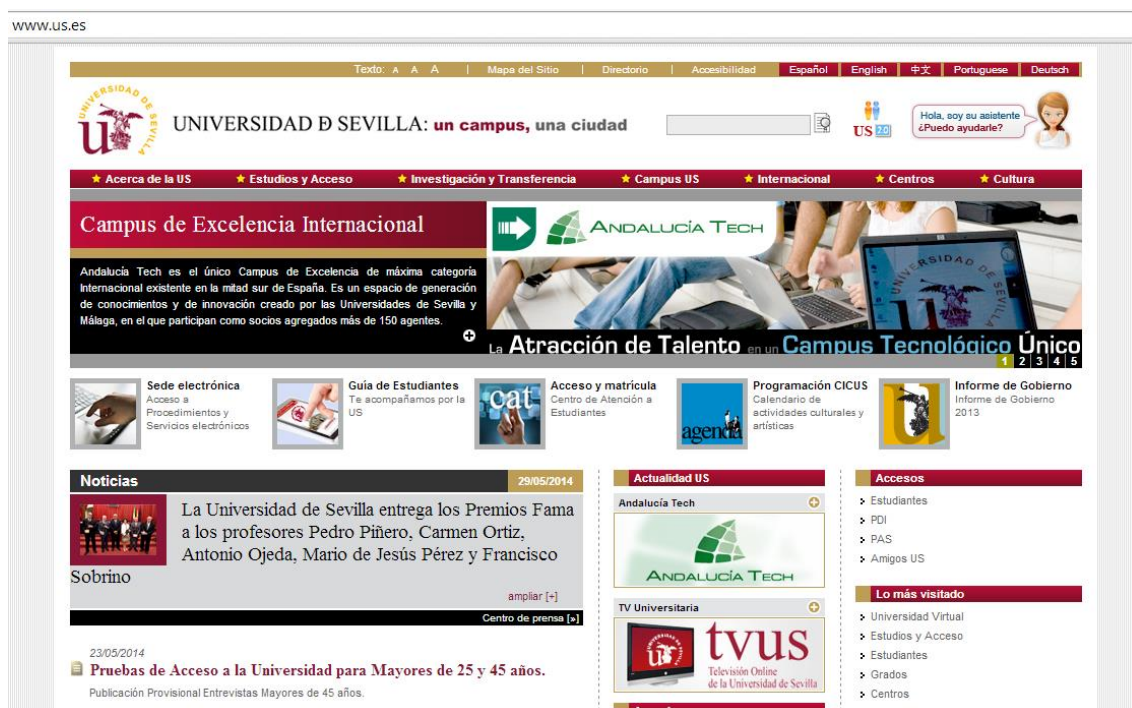 www.us.es
Texto: A A A | Mapa del Sitio | Directorio | Accesibilidad Español English 中文 Portuguese Deutsch
UNIVERSIDAD DE SEVILLA
UNIVERSIDAD Đ SEVILLA: un campus, una ciudad
US 2.0
Hola, soy su asistente
¿Puedo ayudarle?
Acerca de la US Estudios y Acceso Investigación y Transferencia Campus US Internacional Centros Cultura
Campus de Excelencia Internacional
Andalucía Tech es el único Campus de Excelencia de máxima categoría
Internacional existente en la mitad sur de España. Es un espacio de generación
de conocimientos y de innovación creado por las Universidades de Sevilla y
Málaga, en el que participan como socios agregados más de 150 agentes.
ANDALUCÍA TECH
La Atracción de Talento en un Campus Tecnológico Único
1 2 3 4 5
Sede electrónica
Acceso a
Procedimientos y
Servicios electrónicos
Guía de Estudiantes
Te acompañamos por la
US
cat
Acceso y matrícula
Centro de Atención a
Estudiantes
agenda
Programación CICUS
Calendario de
actividades culturales y
artísticas
Informe de Gobierno
Informe de Gobierno
2013
Noticias 29/05/2014
La Universidad de Sevilla entrega los Premios Fama
a los profesores Pedro Piñero, Carmen Ortiz,
Antonio Ojeda, Mario de Jesús Pérez y Francisco
Sobrino
ampliar [+]
Centro de prensa [»]
23/05/2014
Pruebas de Acceso a la Universidad para Mayores de 25 y 45 años.
Publicación Provisional Entrevistas Mayores de 45 años.
Actualidad US
Andalucía Tech
ANDALUCÍA TECH
TV Universitaria
tvus
Televisión Online
de la Universidad de Sevilla
Accesos
Estudiantes
PDI
PAS
Amigos US
Lo más visitado
Universidad Virtual
Estudios y Acceso
Estudiantes
Grados
Centros